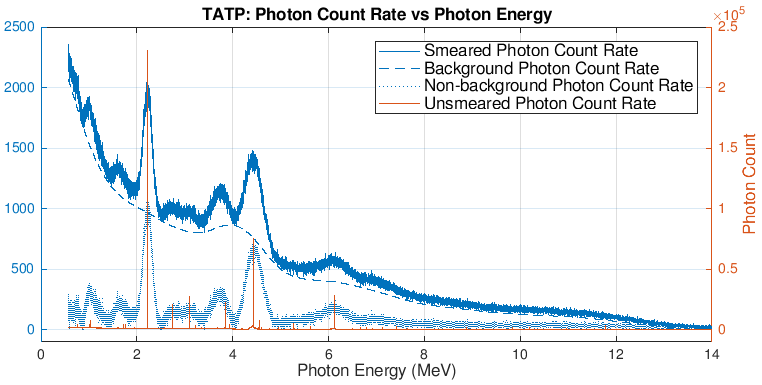 TATP: Photon Count Rate vs Photon Energy
×10⁵
2500
2000
1500
1000
500
0
2.5
2
1.5
1
0.5
0
Smeared Photon Count Rate
Background Photon Count Rate
Non-background Photon Count Rate
Unsmeared Photon Count Rate
Photon Count
0 2 4 6 8 10 12 14
Photon Energy (MeV)